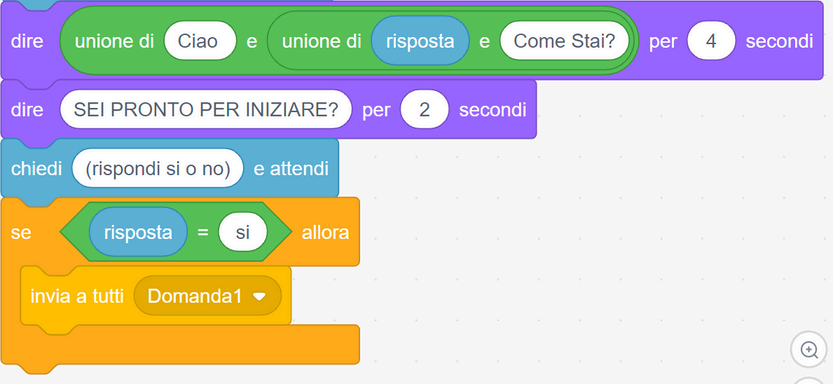 dire unione di Ciao e unione di risposta e Come Stai? per 4 secondi
dire SEI PRONTO PER INIZIARE? per 2 secondi
chiedi (rispondi si o no) e attendi
se risposta = si allora
invia a tutti Domanda1